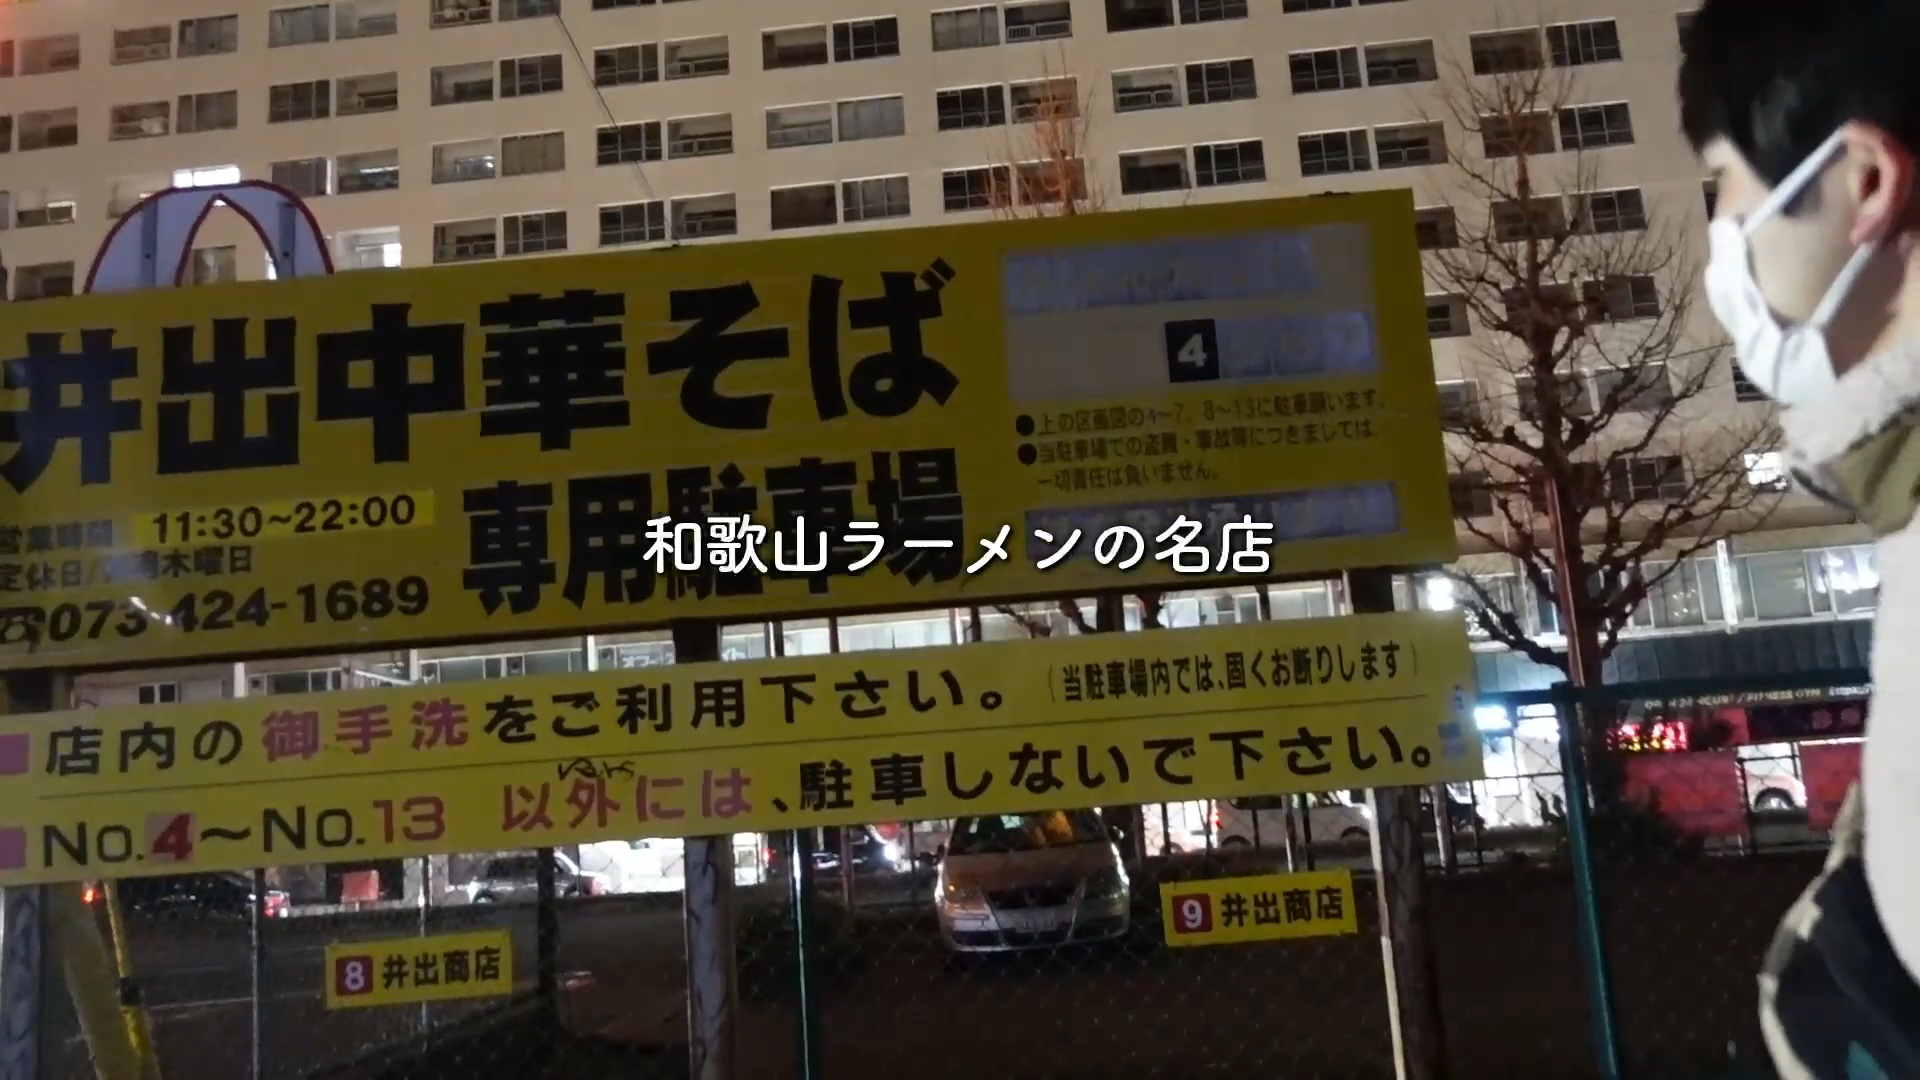 井出中華そば
専用駐車場
営業時間 11:30~22:00
定休日/毎週木曜日
☎073-424-1689
4
●上の区画図の4~7、8~13に駐車願います。
●当駐車場での盗難・事故等につきましては、
一切責任は負いません。
和歌山ラーメンの名店
店内の御手洗をご利用下さい。(当駐車場内では、固くお断りします)
No.4~No.13 以外には、駐車しないで下さい。
8 井出商店
9 井出商店